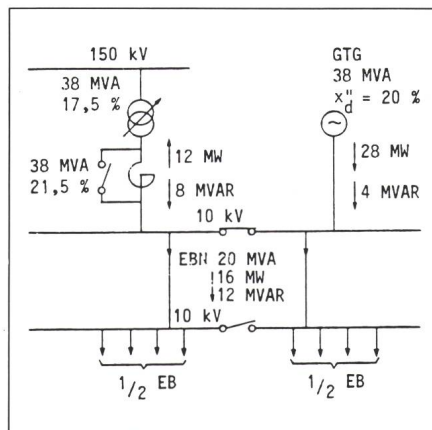 150 kV
38 MVA
17,5 %
GTG
38 MVA
x"d = 20 %
38 MVA
21,5 %
12 MW
8 MVAR
28 MW
4 MVAR
10 kV
EBN 20 MVA
16 MW
12 MVAR
10 kV
1/2 EB
1/2 EB